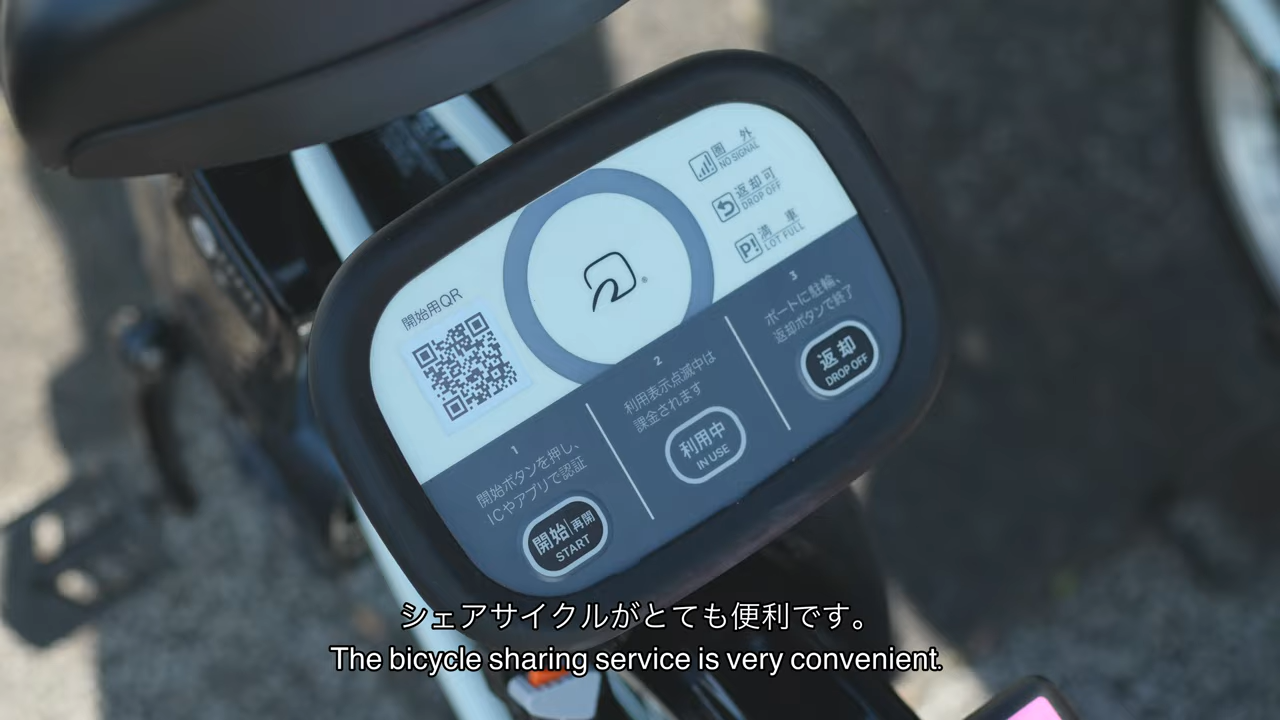 圏外
NO SIGNAL
返却可
DROP OFF
満車
LOT FULL
開始用QR
1
開始ボタンを押し、
ICやアプリで認証
開始|再開
START
2
利用表示点滅中は
課金されます
利用中
IN USE
3
ポートに駐輪、
返却ボタンで終了
返却
DROP OFF
シェアサイクルがとても便利です。
The bicycle sharing service is very convenient.